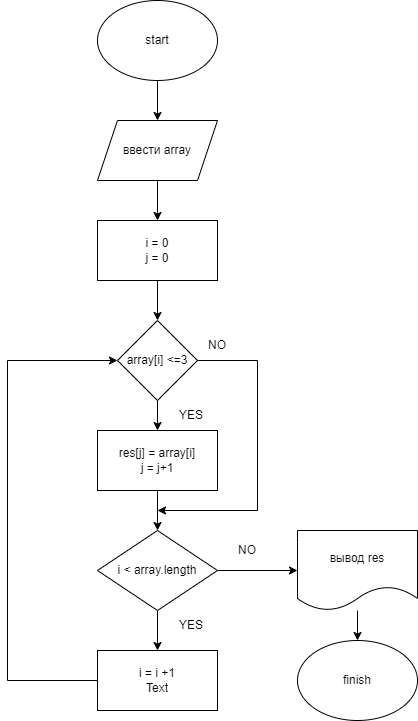 start
ввести array
i = 0
j = 0
array[i] <=3
NO
YES
res[j] = array[i]
j = j+1
i < array.length
NO
вывод res
YES
i = i +1
Text
finish